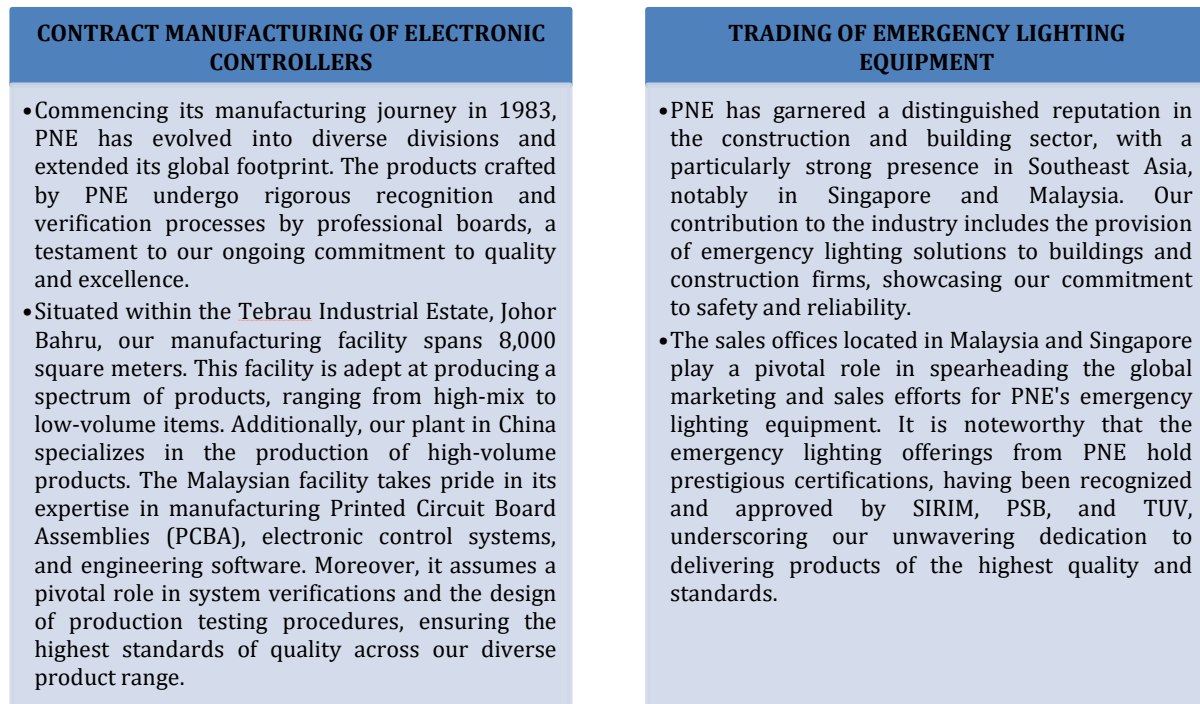 CONTRACT MANUFACTURING OF ELECTRONIC
CONTROLLERS
•Commencing its manufacturing journey in 1983,
PNE has evolved into diverse divisions and
extended its global footprint. The products crafted
by PNE undergo rigorous recognition and
verification processes by professional boards, a
testament to our ongoing commitment to quality
and excellence.
•Situated within the Tebrau Industrial Estate, Johor
Bahru, our manufacturing facility spans 8,000
square meters. This facility is adept at producing a
spectrum of products, ranging from high-mix to
low-volume items. Additionally, our plant in China
specializes in the production of high-volume
products. The Malaysian facility takes pride in its
expertise in manufacturing Printed Circuit Board
Assemblies (PCBA), electronic control systems,
and engineering software. Moreover, it assumes a
pivotal role in system verifications and the design
of production testing procedures, ensuring the
highest standards of quality across our diverse
product range.
TRADING OF EMERGENCY LIGHTING
EQUIPMENT
•PNE has garnered a distinguished reputation in
the construction and building sector, with a
particularly strong presence in Southeast Asia,
notably in Singapore and Malaysia. Our
contribution to the industry includes the provision
of emergency lighting solutions to buildings and
construction firms, showcasing our commitment
to safety and reliability.
•The sales offices located in Malaysia and Singapore
play a pivotal role in spearheading the global
marketing and sales efforts for PNE's emergency
lighting equipment. It is noteworthy that the
emergency lighting offerings from PNE hold
prestigious certifications, having been recognized
and approved by SIRIM, PSB, and TUV,
underscoring our unwavering dedication to
delivering products of the highest quality and
standards.